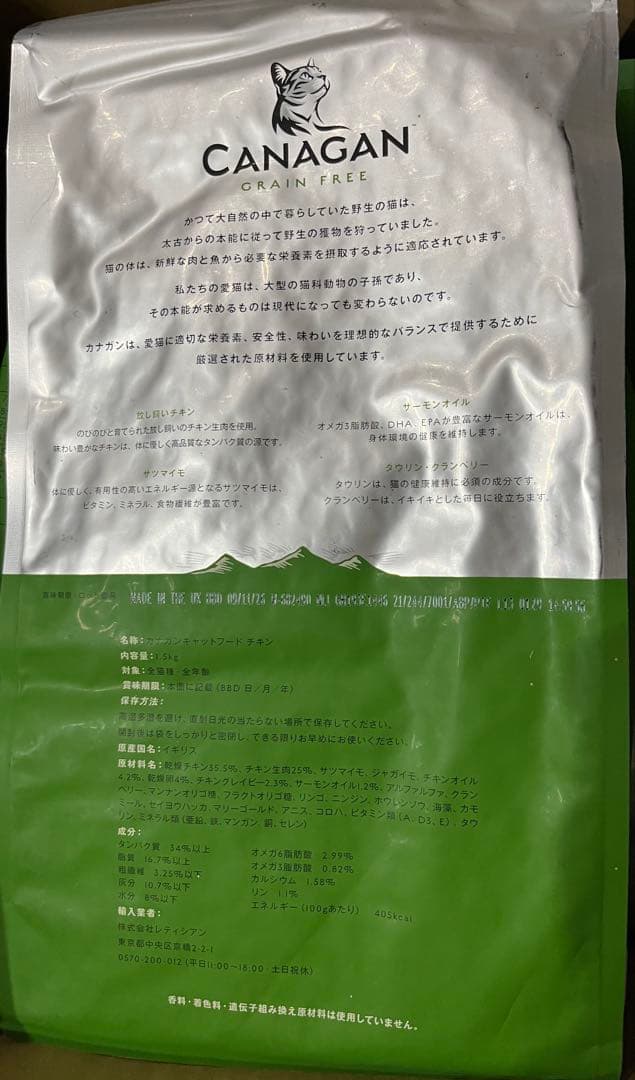 CANAGAN
GRAIN FREE
かつて大自然の中で暮らしていた野生の猫は、
太古からの本能に従って野生の獲物を狩っていました。
猫の体は、新鮮な肉と魚から必要な栄養素を摂取するように適応されています。
私たちの愛猫は、大型の猫科動物の子孫であり、
その本能が求めるものは現代になっても変わらないのです。
カナガンは、愛猫に適切な栄養素、安全性、味わいを理想的なバランスで提供するために
厳選された原材料を使用しています。
放し飼いチキン
のびのびと育てられた放し飼いのチキン生肉を使用。
味わい豊かなチキンは、体に優しく高品質なタンパク質の源です。
サーモンオイル
オメガ3脂肪酸、DHA、EPAが豊富なサーモンオイルは、
身体環境の健康を維持します。
サツマイモ
体に優しく、有用性の高いエネルギー源となるサツマイモは、
ビタミン、ミネラル、食物繊維が豊富です。
タウリン・クランベリー
タウリンは、猫の健康維持に必須の成分です。
クランベリーは、イキイキとした毎日に役立ちます。
賞味期限・ロット番号
MADE IN THE UK BBD 09/11/23
名称：カナガンキャットフード チキン
内容量：1.5kg
対象：全猫種・全年齢
賞味期限：本面に記載（BBD 日／月／年）
保存方法：
高温多湿を避け、直射日光の当たらない場所で保存してください。
開封後は袋をしっかりと密閉し、できる限りお早めにお使いください。
原産国名：イギリス
原材料名：乾燥チキン35.5%、チキン生肉25%、サツマイモ、ジャガイモ、チキンオイル
4.2%、乾燥卵4%、チキングレイビー2.3%、サーモンオイル1.2%、アルファルファ、クラン
ベリー、マンナンオリゴ糖、フラクトオリゴ糖、リンゴ、ニンジン、ホウレンソウ、海藻、カモ
ミール、セイヨウハッカ、マリーゴールド、アニス、コロハ、ビタミン類（A、D3、E）、タウ
リン、ミネラル類（亜鉛、鉄、マンガン、銅、セレン）
成分：
タンパク質 34%以上
脂質 16.7%以上
粗繊維 3.25%以下
灰分 10.7%以下
水分 8%以下
オメガ6脂肪酸 2.99%
オメガ3脂肪酸 0.82%
カルシウム 1.58%
リン 1.1%
エネルギー（100gあたり） 405kcal
輸入業者：
株式会社レティシアン
東京都中央区京橋2-2-1
0570-200-012（平日11:00～18:00 土日祝休）
香料・着色料・遺伝子組み換え原材料は使用していません。